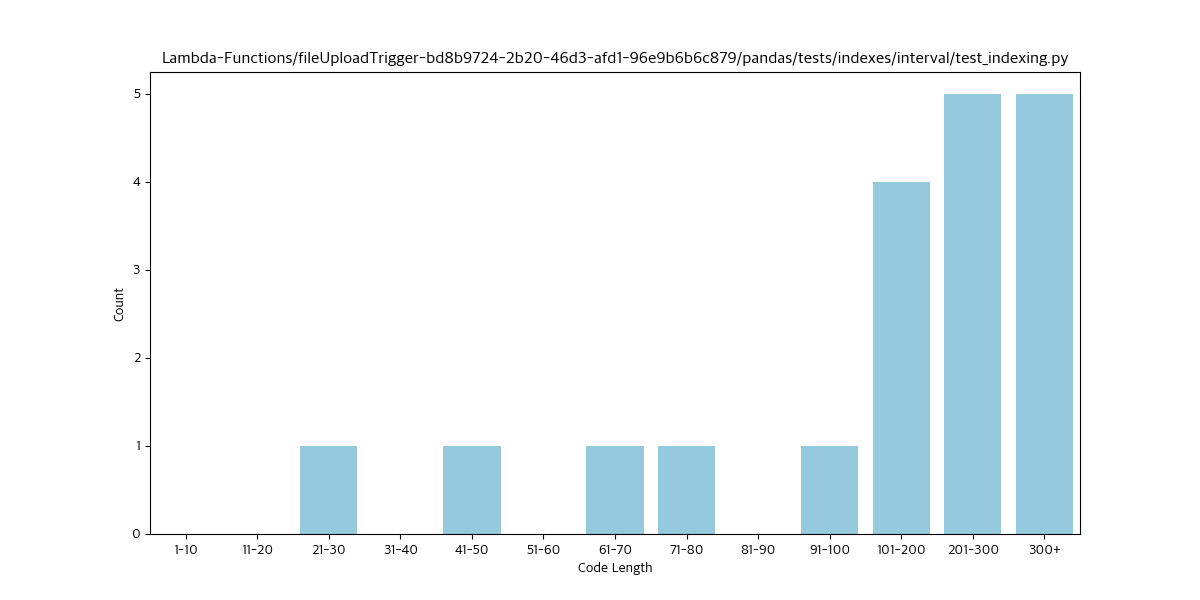 Lambda-Functions/fileUploadTrigger-bd8b9724-2b20-46d3-afd1-96e9b6b6c879/pandas/tests/indexes/interval/test_indexing.py
5
4
3
2
1
0
Count
1-10 11-20 21-30 31-40 41-50 51-60 61-70 71-80 81-90 91-100 101-200 201-300 300+
Code Length